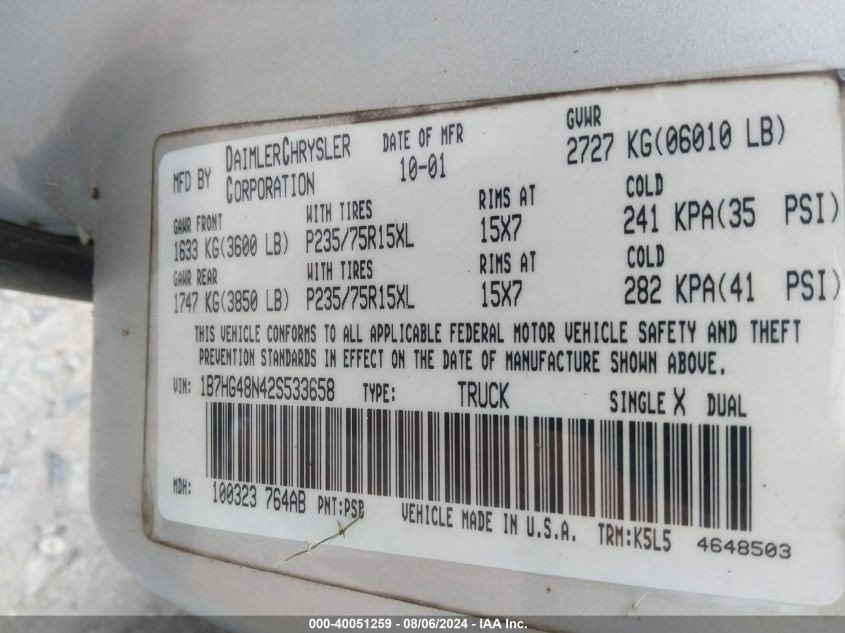 MFD BY DAIMLERCHRYSLER CORPORATION DATE OF MFR 10-01 GVWR 2727 KG(06010 LB)
GAWR FRONT WITH TIRES RIMS AT COLD
1633 KG(3600 LB) P235/75R15XL 15X7 241 KPA(35 PSI)
GAWR REAR WITH TIRES RIMS AT COLD
1747 KG(3850 LB) P235/75R15XL 15X7 282 KPA(41 PSI)
THIS VEHICLE CONFORMS TO ALL APPLICABLE FEDERAL MOTOR VEHICLE SAFETY AND THEFT
PREVENTION STANDARDS IN EFFECT ON THE DATE OF MANUFACTURE SHOWN ABOVE.
VIN: 1B7HG48N42S533658 TYPE: TRUCK SINGLE X DUAL
MDH: 100323 764AB PNT:PSB VEHICLE MADE IN U.S.A. TRM:K5L5 4648503
000-40051259 - 08/06/2024 - IAA Inc.